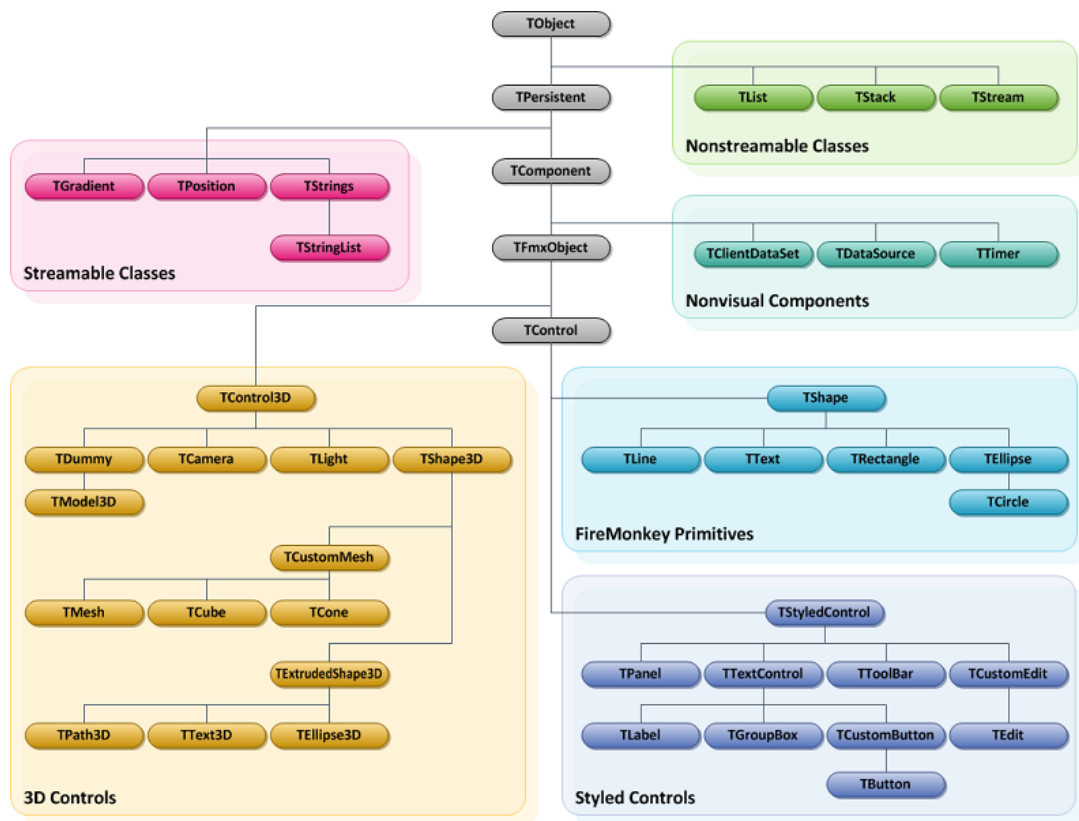 TObject
TPersistent
TList
TStack
TStream
Nonstreamable Classes
TGradient
TPosition
TStrings
TStringList
Streamable Classes
TComponent
TFmxObject
TClientDataSet
TDataSource
TTimer
Nonvisual Components
TControl
TControl3D
TDummy
TCamera
TLight
TShape3D
TModel3D
TCustomMesh
TMesh
TCube
TCone
TExtrudedShape3D
TPath3D
TText3D
TEllipse3D
3D Controls
TShape
TLine
TText
TRectangle
TEllipse
TCircle
FireMonkey Primitives
TStyledControl
TPanel
TTextControl
TToolBar
TCustomEdit
TLabel
TGroupBox
TCustomButton
TEdit
TButton
Styled Controls